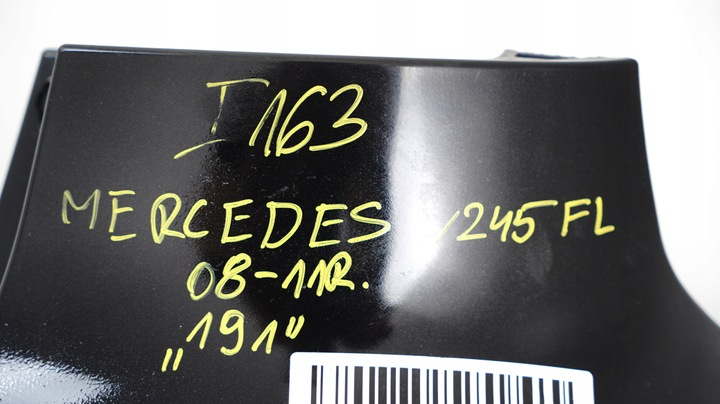 I163
MERCEDES W245 FL
08-11R.
„191"